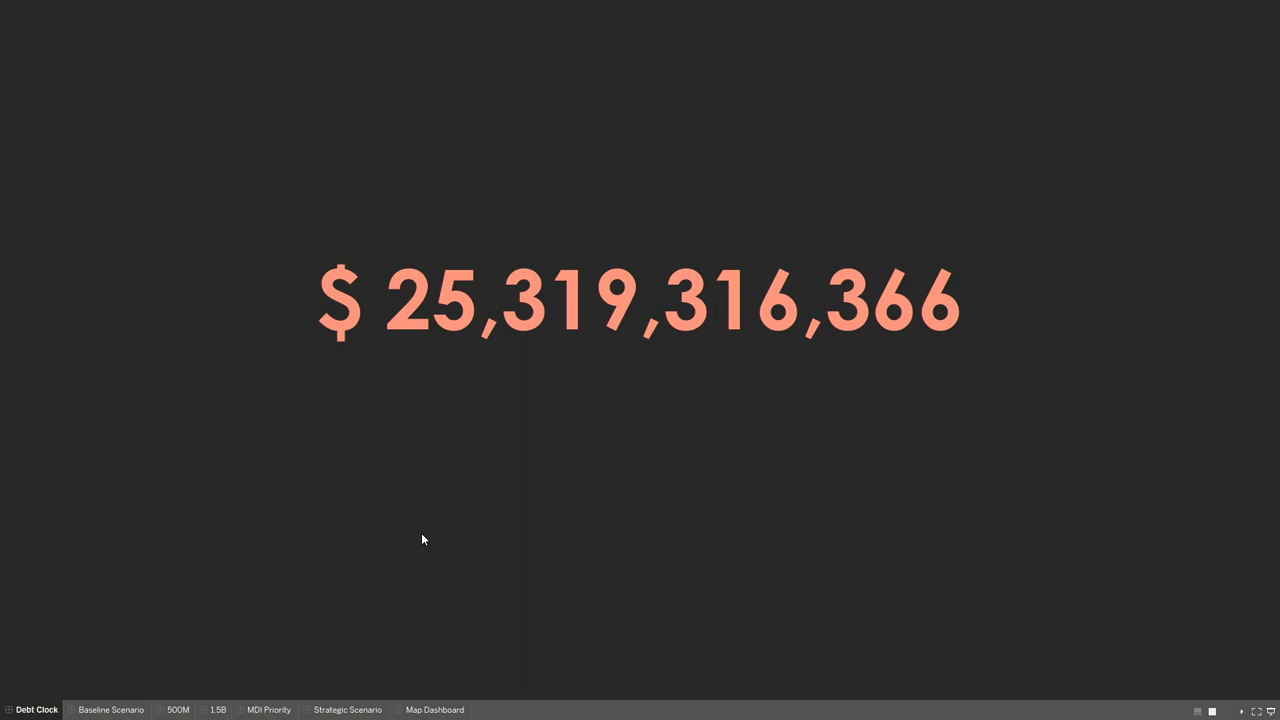 $ 25,319,316,366
Debt Clock Baseline Scenario 500M 1.5B MDI Priority Strategic Scenario Map Dashboard